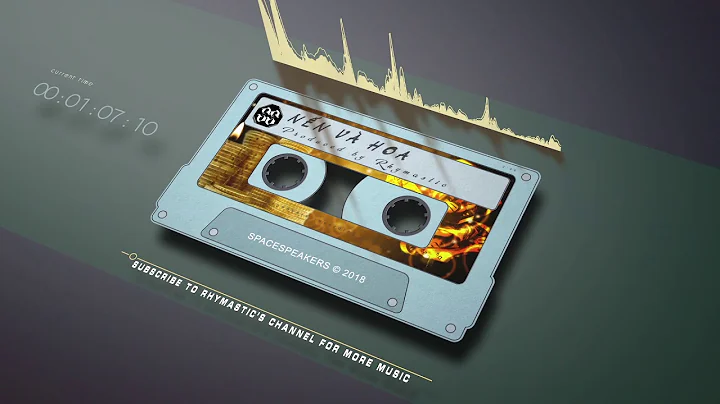 Current Time
00:01:07:10
NẾN VÀ HOA
Produced by Rhymastic
SPACESPEAKERS © 2018
SUBSCRIBE TO RHYMASTIC'S CHANNEL FOR MORE MUSIC